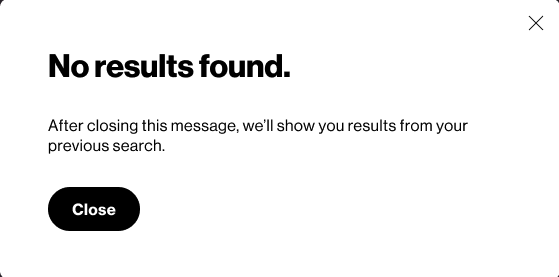 No results found.
After closing this message, we'll show you results from your
previous search.
Close